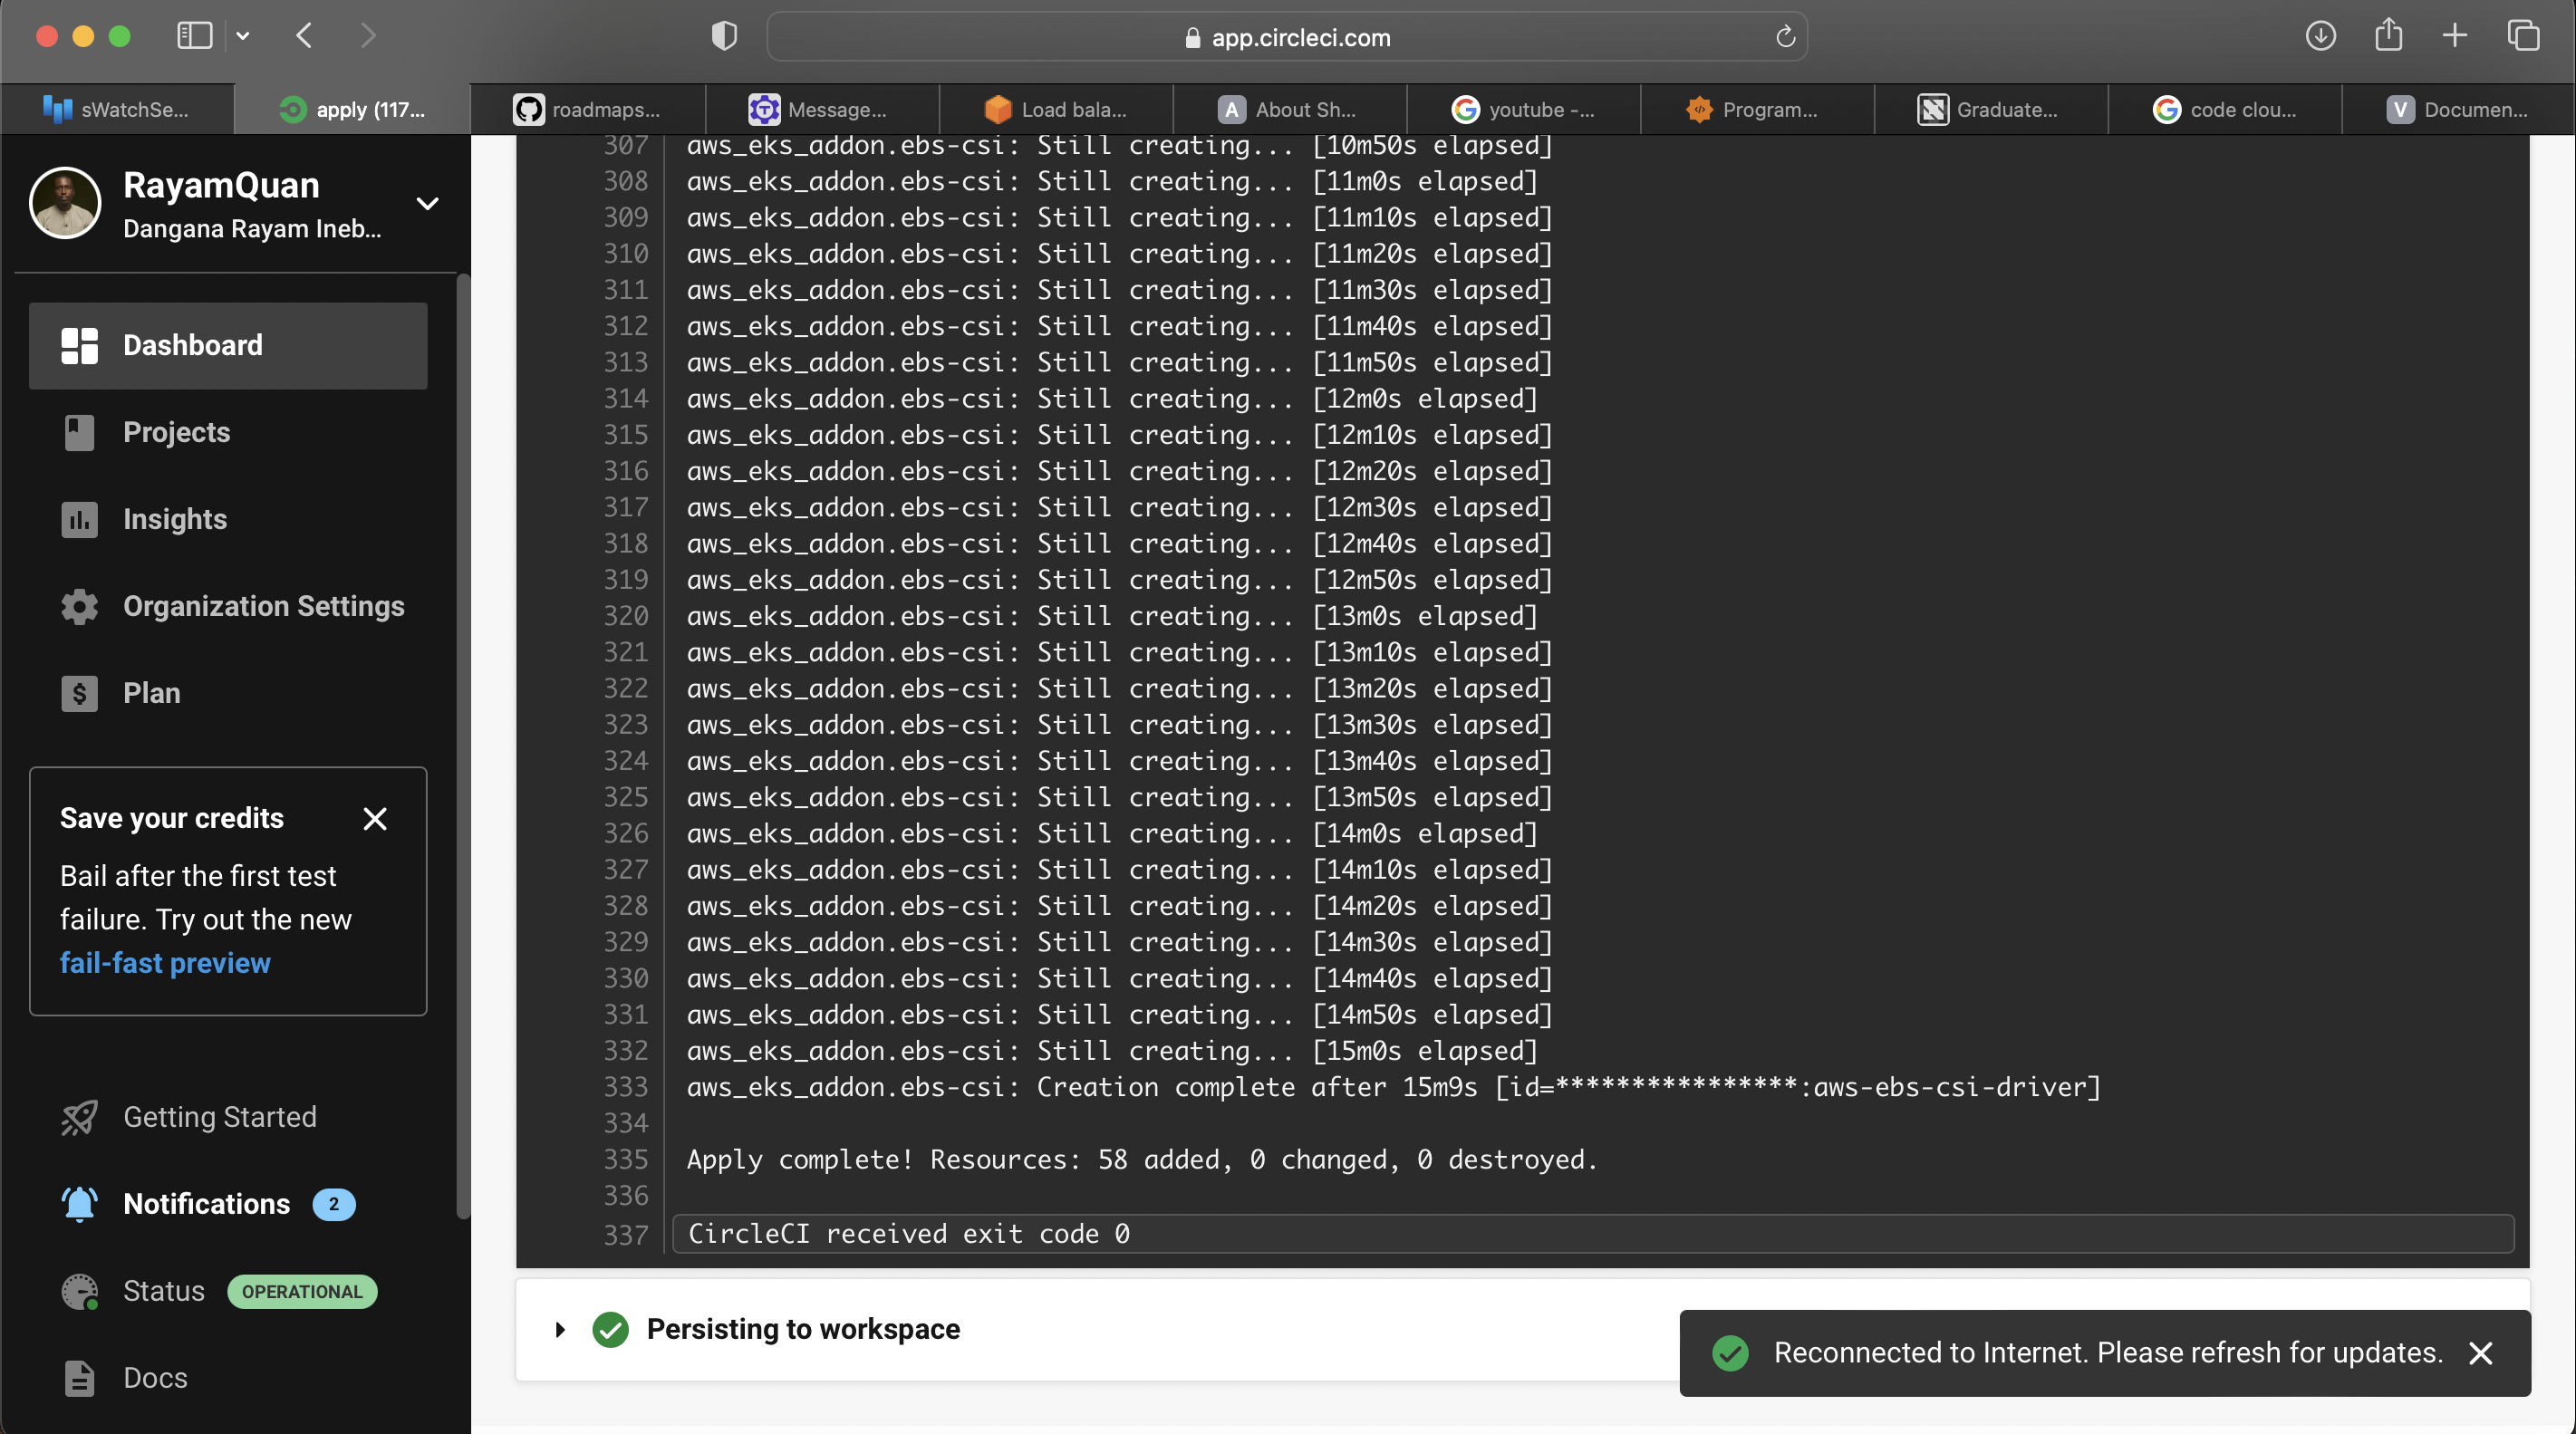 app.circleci.com
sWatchSe...
apply (117...
roadmaps...
Message...
Load bala...
A
About Sh...
youtube -...
Program...
Graduate...
code clou...
V
Documen...
RayamQuan
Dangana Rayam Ineb...
Dashboard
Projects
Insights
Organization Settings
Plan
Save your credits
Bail after the first test
failure. Try out the new
fail-fast preview
Getting Started
Notifications 2
Status OPERATIONAL
Docs
307 aws_eks_addon.ebs-csi: Still creating... [10m50s elapsed]
308 aws_eks_addon.ebs-csi: Still creating... [11m0s elapsed]
309 aws_eks_addon.ebs-csi: Still creating... [11m10s elapsed]
310 aws_eks_addon.ebs-csi: Still creating... [11m20s elapsed]
311 aws_eks_addon.ebs-csi: Still creating... [11m30s elapsed]
312 aws_eks_addon.ebs-csi: Still creating... [11m40s elapsed]
313 aws_eks_addon.ebs-csi: Still creating... [11m50s elapsed]
314 aws_eks_addon.ebs-csi: Still creating... [12m0s elapsed]
315 aws_eks_addon.ebs-csi: Still creating... [12m10s elapsed]
316 aws_eks_addon.ebs-csi: Still creating... [12m20s elapsed]
317 aws_eks_addon.ebs-csi: Still creating... [12m30s elapsed]
318 aws_eks_addon.ebs-csi: Still creating... [12m40s elapsed]
319 aws_eks_addon.ebs-csi: Still creating... [12m50s elapsed]
320 aws_eks_addon.ebs-csi: Still creating... [13m0s elapsed]
321 aws_eks_addon.ebs-csi: Still creating... [13m10s elapsed]
322 aws_eks_addon.ebs-csi: Still creating... [13m20s elapsed]
323 aws_eks_addon.ebs-csi: Still creating... [13m30s elapsed]
324 aws_eks_addon.ebs-csi: Still creating... [13m40s elapsed]
325 aws_eks_addon.ebs-csi: Still creating... [13m50s elapsed]
326 aws_eks_addon.ebs-csi: Still creating... [14m0s elapsed]
327 aws_eks_addon.ebs-csi: Still creating... [14m10s elapsed]
328 aws_eks_addon.ebs-csi: Still creating... [14m20s elapsed]
329 aws_eks_addon.ebs-csi: Still creating... [14m30s elapsed]
330 aws_eks_addon.ebs-csi: Still creating... [14m40s elapsed]
331 aws_eks_addon.ebs-csi: Still creating... [14m50s elapsed]
332 aws_eks_addon.ebs-csi: Still creating... [15m0s elapsed]
333 aws_eks_addon.ebs-csi: Creation complete after 15m9s [id=****************:aws-ebs-csi-driver]
334
335 Apply complete! Resources: 58 added, 0 changed, 0 destroyed.
336
337 CircleCI received exit code 0
Persisting to workspace
Reconnected to Internet. Please refresh for updates.